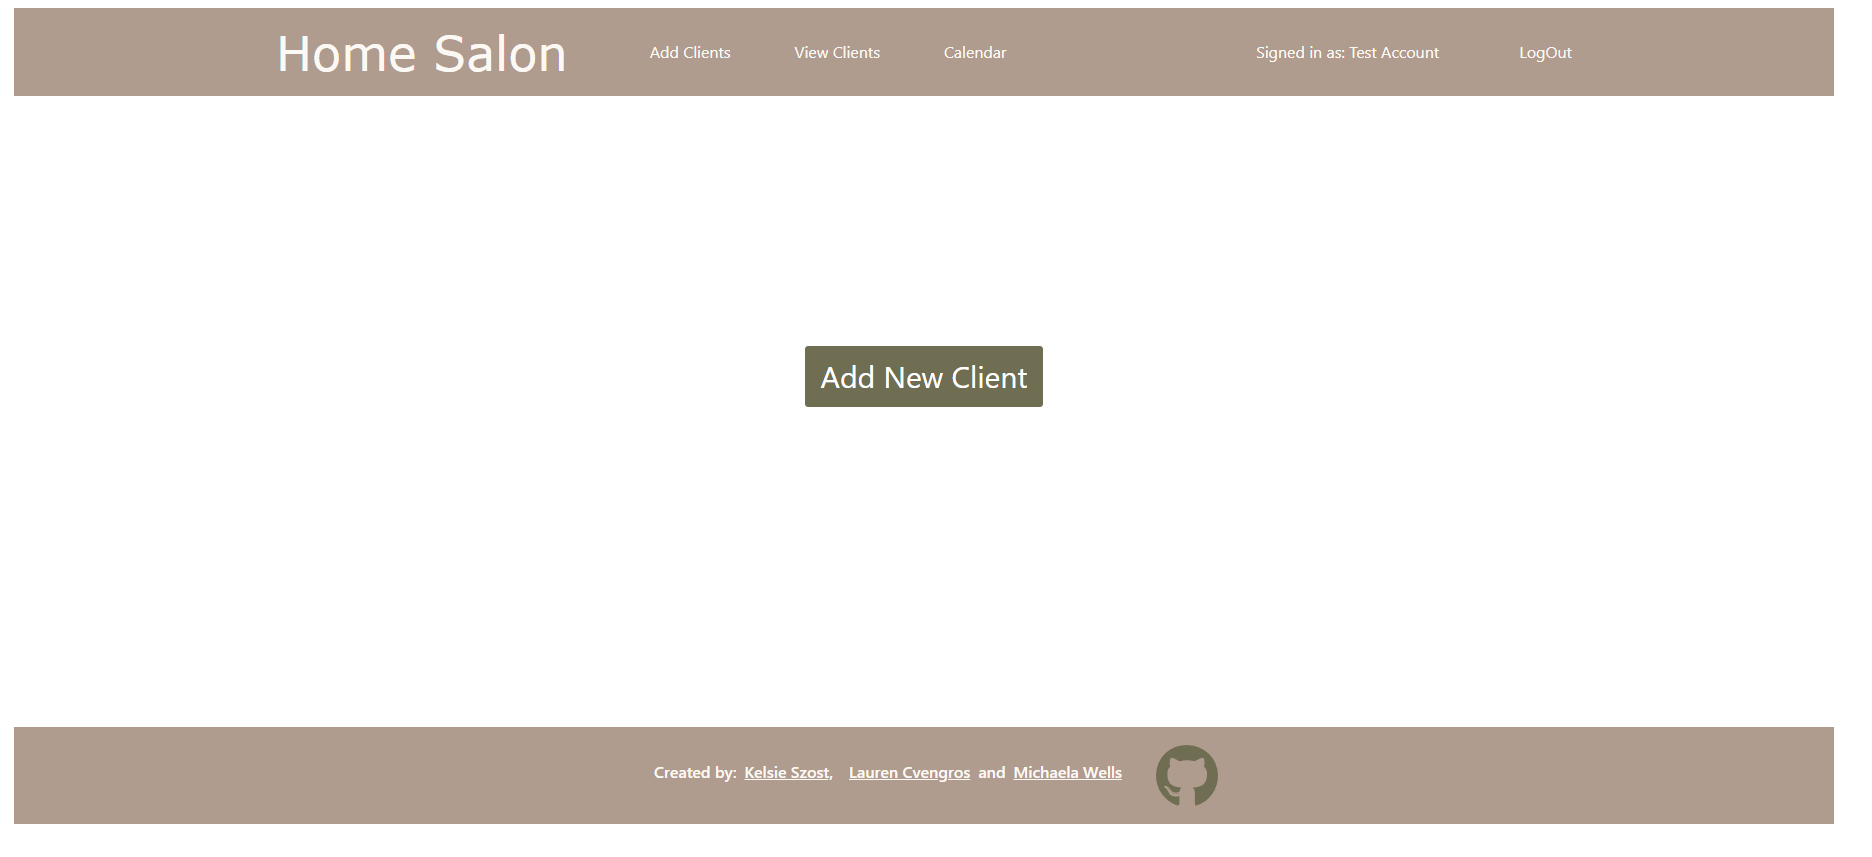 Home Salon Add Clients View Clients Calendar Signed in as: Test Account LogOut
Add New Client
Created by: Kelsie Szost, Lauren Cvengros and Michaela Wells